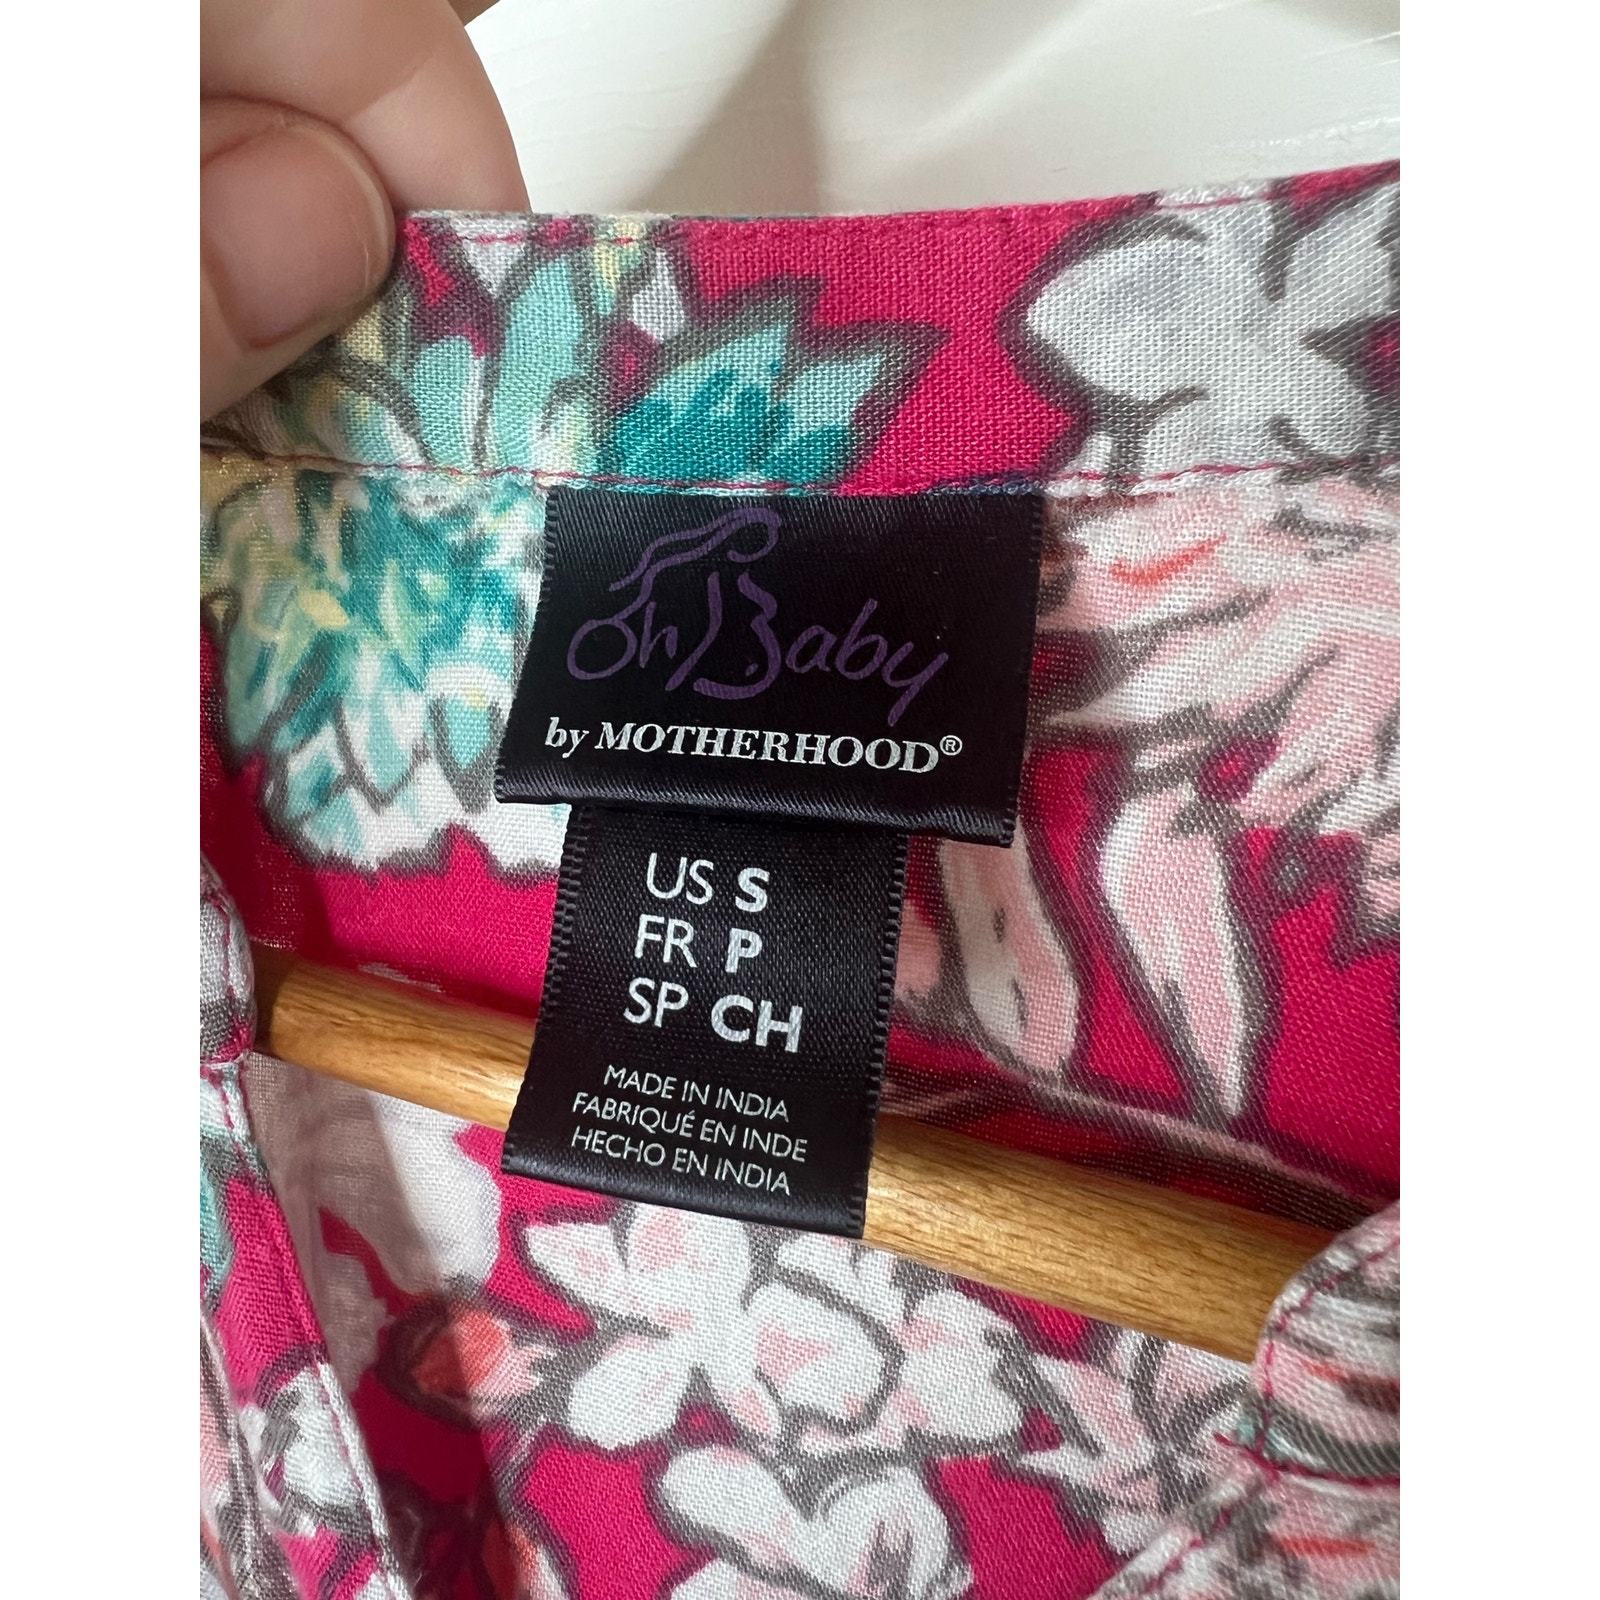 Oh Baby
by MOTHERHOOD®
US S
FR P
SP CH
MADE IN INDIA
FABRIQUÉ EN INDE
HECHO EN INDIA